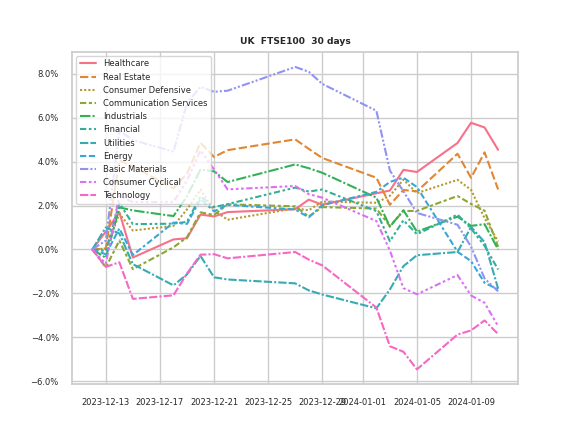 UK FTSE100 30 days
Healthcare
Real Estate
Consumer Defensive
Communication Services
Industrials
Financial
Utilities
Energy
Basic Materials
Consumer Cyclical
Technology
8.0%
6.0%
4.0%
2.0%
0.0%
−2.0%
−4.0%
−6.0%
2023-12-13 2023-12-17 2023-12-21 2023-12-25 2023-12-29 2024-01-01 2024-01-05 2024-01-09